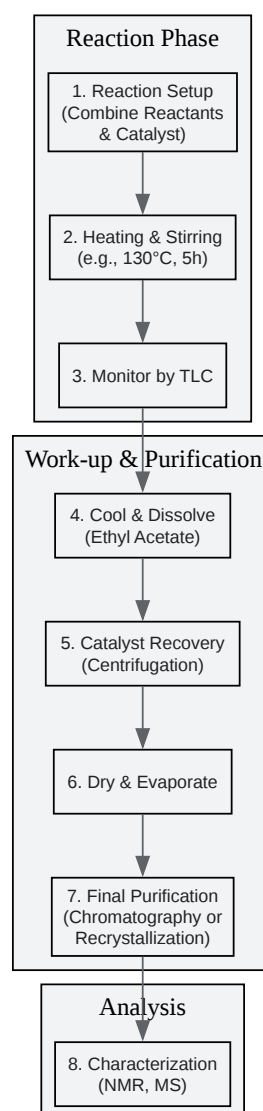 Reaction Phase
1. Reaction Setup
(Combine Reactants
& Catalyst)
2. Heating & Stirring
(e.g., 130°C, 5h)
3. Monitor by TLC
Work-up & Purification
4. Cool & Dissolve
(Ethyl Acetate)
5. Catalyst Recovery
(Centrifugation)
6. Dry & Evaporate
7. Final Purification
(Chromatography or
Recrystallization)
Analysis
8. Characterization
(NMR, MS)